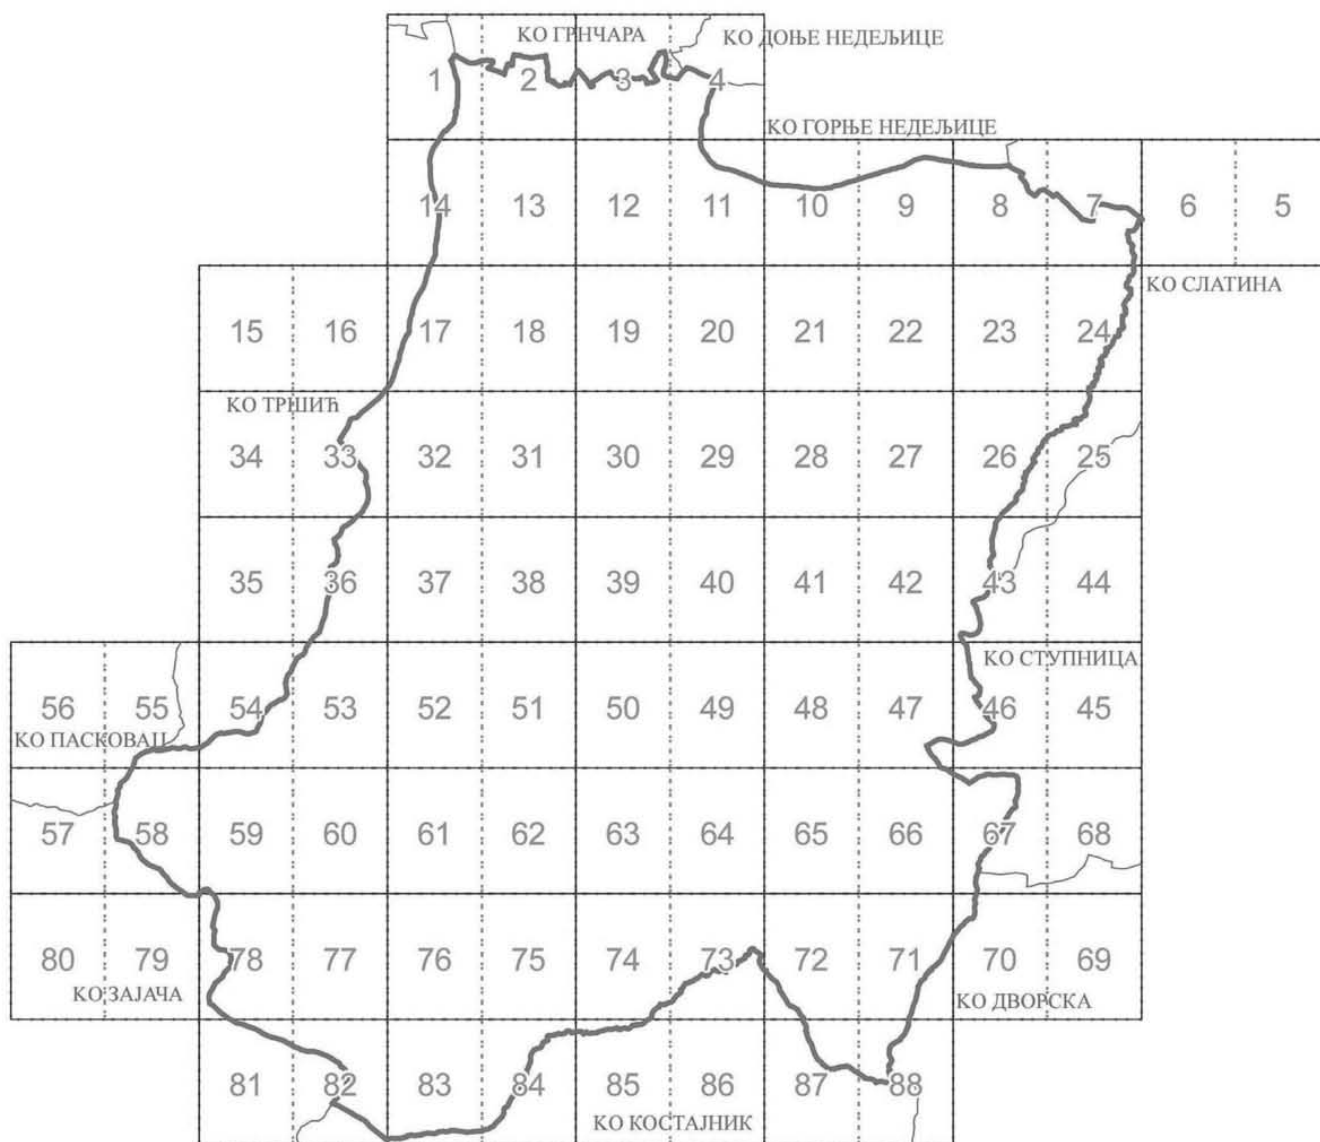 КО ГРНЧАРА
КО ДОЊЕ НЕДЕЉИЦЕ
1 2 3 4
КО ГОРЊЕ НЕДЕЉИЦЕ
14 13 12 11 10 9 8 7 6 5
КО СЛАТИНА
15 16 17 18 19 20 21 22 23 24
КО ТРШИЋ
34 33 32 31 30 29 28 27 26 25
35 36 37 38 39 40 41 42 43 44
КО СТУПНИЦА
56 55 54 53 52 51 50 49 48 47 46 45
КО ПАСКОВАЦ
57 58 59 60 61 62 63 64 65 66 67 68
80 79 78 77 76 75 74 73 72 71 70 69
КО ЗАЈАЧА
КО ДВОРСКА
81 82 83 84 85 86 87 88
КО КОСТАЈНИК